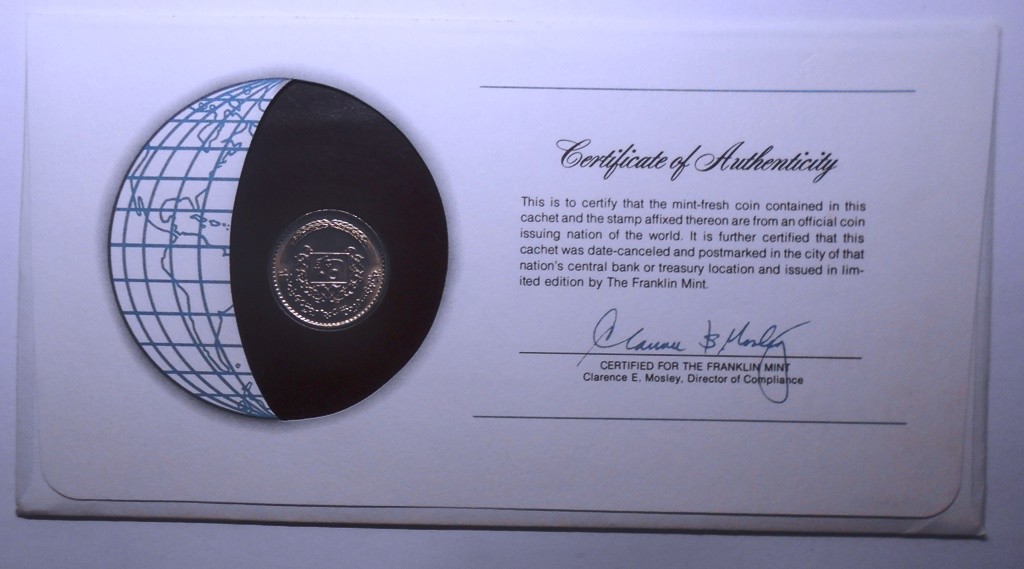 Certificate of Authenticity
This is to certify that the mint-fresh coin contained in this
cachet and the stamp affixed thereon are from an official coin
issuing nation of the world. It is further certified that this
cachet was date-canceled and postmarked in the city of that
nation's central bank or treasury location and issued in lim-
ited edition by The Franklin Mint.
CERTIFIED FOR THE FRANKLIN MINT
Clarence E. Mosley, Director of Compliance